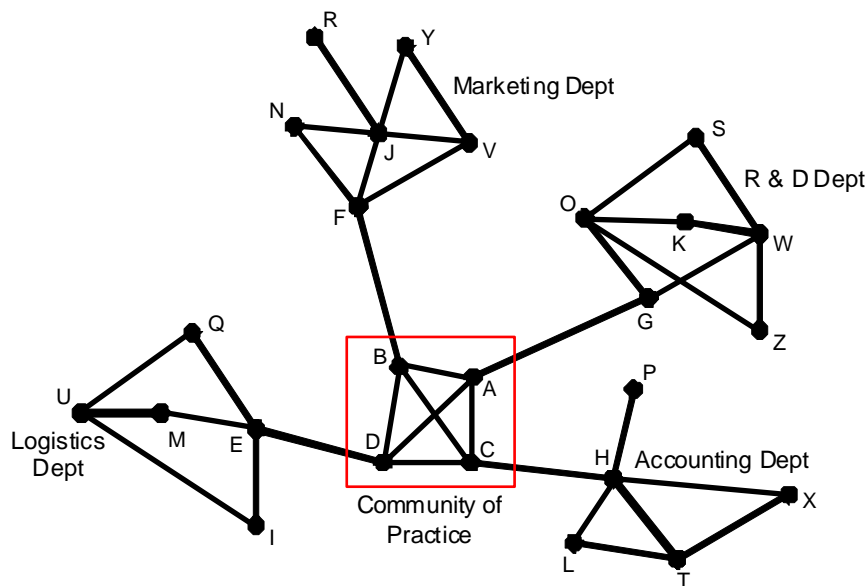 R
Y
Marketing Dept
N
J
V
S
R & D Dept
O
K
W
F
G
Z
Q
B
A
P
U
M
E
D
C
H
Accounting Dept
Logistics
Dept
X
Community of
Practice
I
L
T